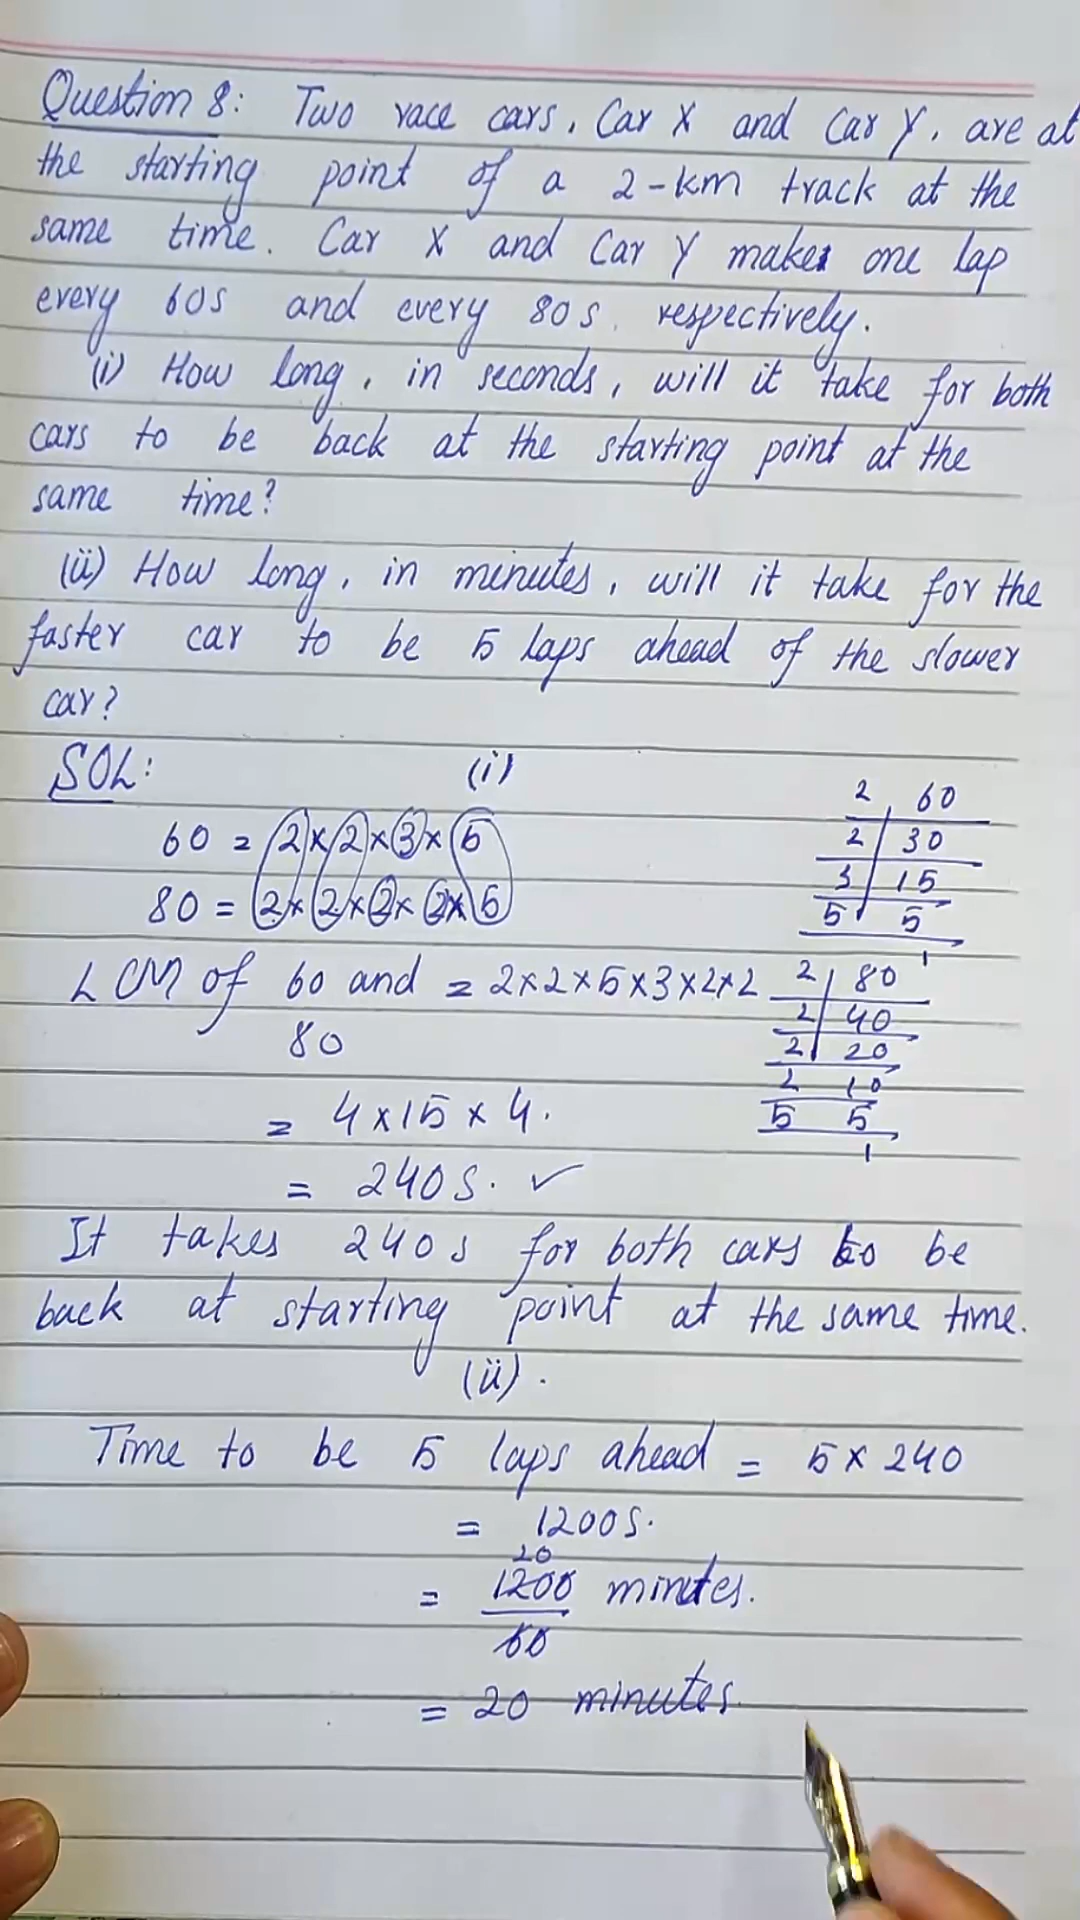 Question 8: Two race cars, Car X and Car Y, are at
the starting point of a 2-km track at the
same time. Car X and Car Y make one lap
every 60s and every 80s, respectively.
(i) How long, in seconds, will it take for both
cars to be back at the starting point at the
same time?
(ii) How long, in minutes, will it take for the
faster car to be 5 laps ahead of the slower
car?
SOL: (i)
60 = 2×2×3×5
80 = 2×2×2×2×5
2 60
2 30
3 15
5 5
1
LCM of 60 and = 2×2×5×3×2×2
80
2 80
2 40
2 20
2 10
5 5
1
= 4×15×4.
= 240s. ✓
It takes 240s for both cars to be
back at starting point at the same time.
(ii).
Time to be 5 laps ahead = 5×240
= 1200s.
20
= 1200 minutes.
60
= 20 minutes.